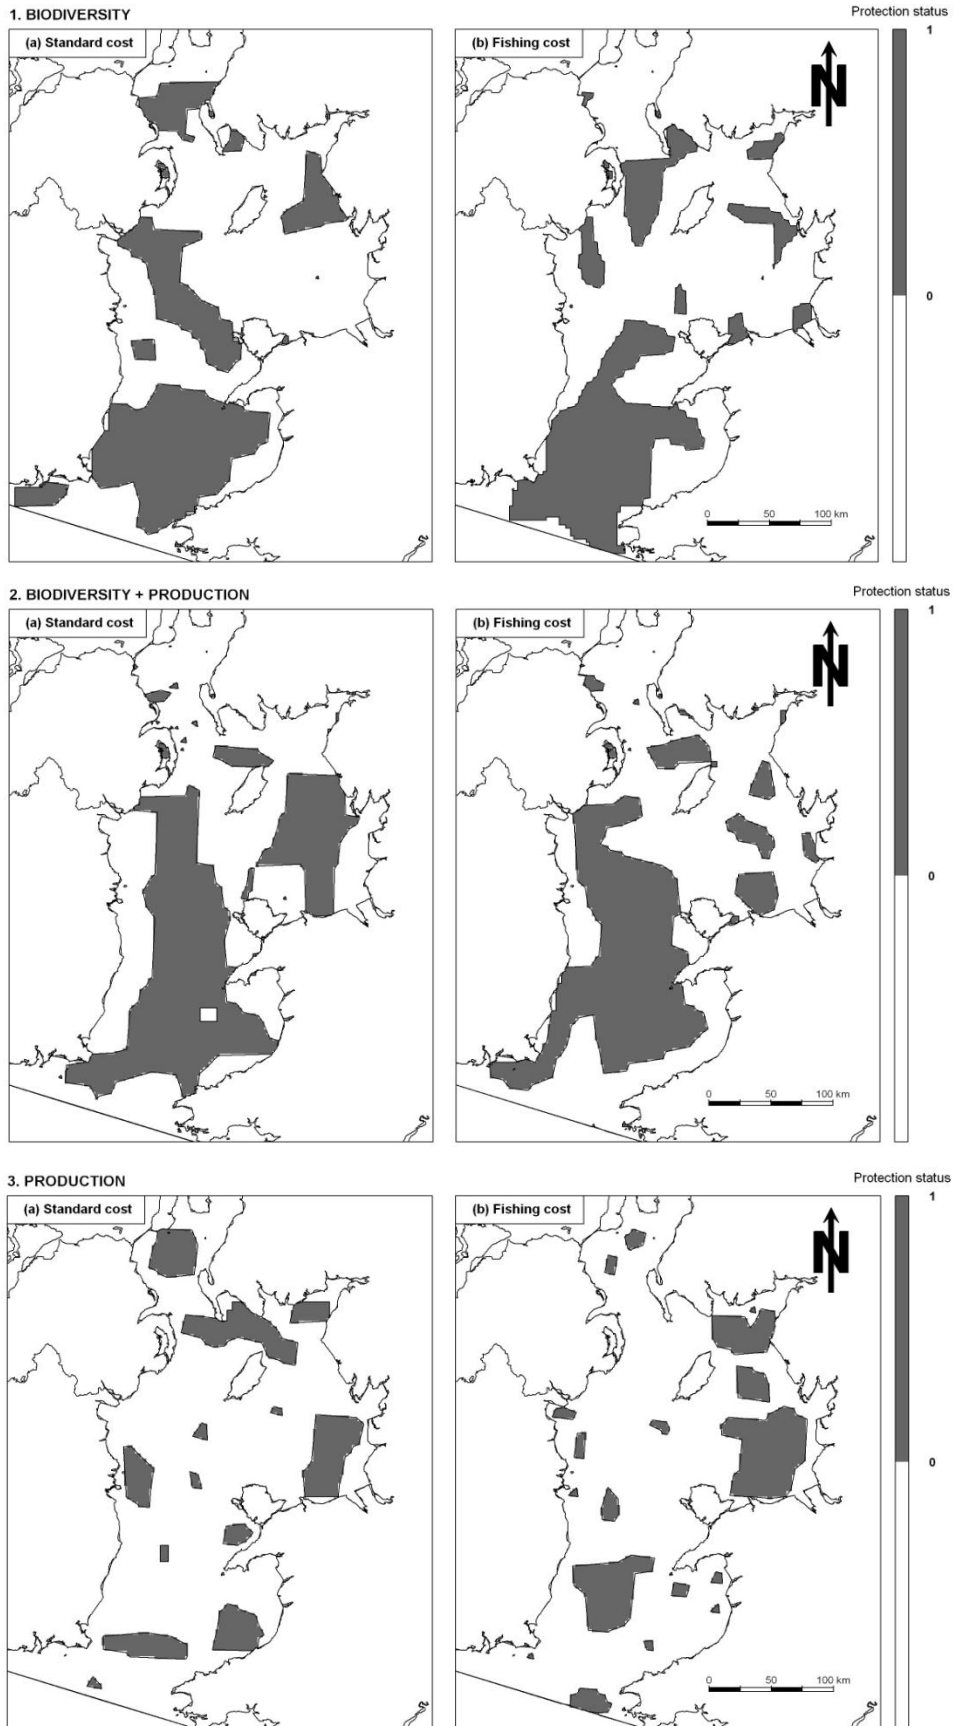 1. BIODIVERSITY
Protection status
(a) Standard cost
(b) Fishing cost
1
N
0
0 50 100 km
2. BIODIVERSITY + PRODUCTION
Protection status
(a) Standard cost
(b) Fishing cost
1
N
0
0 50 100 km
3. PRODUCTION
Protection status
(a) Standard cost
(b) Fishing cost
1
N
0
0 50 100 km